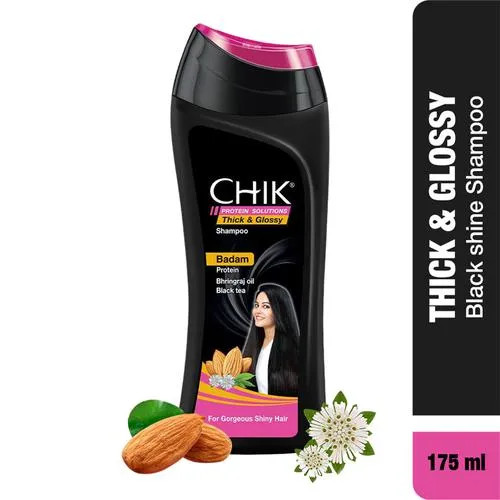 CHIK®
PROTEIN SOLUTIONS
Thick & Glossy
Shampoo
Badam
Protein
Bhringraj oil
Black tea
For Gorgeous Shiny Hair
THICK & GLOSSY
Black shine Shampoo
175 ml